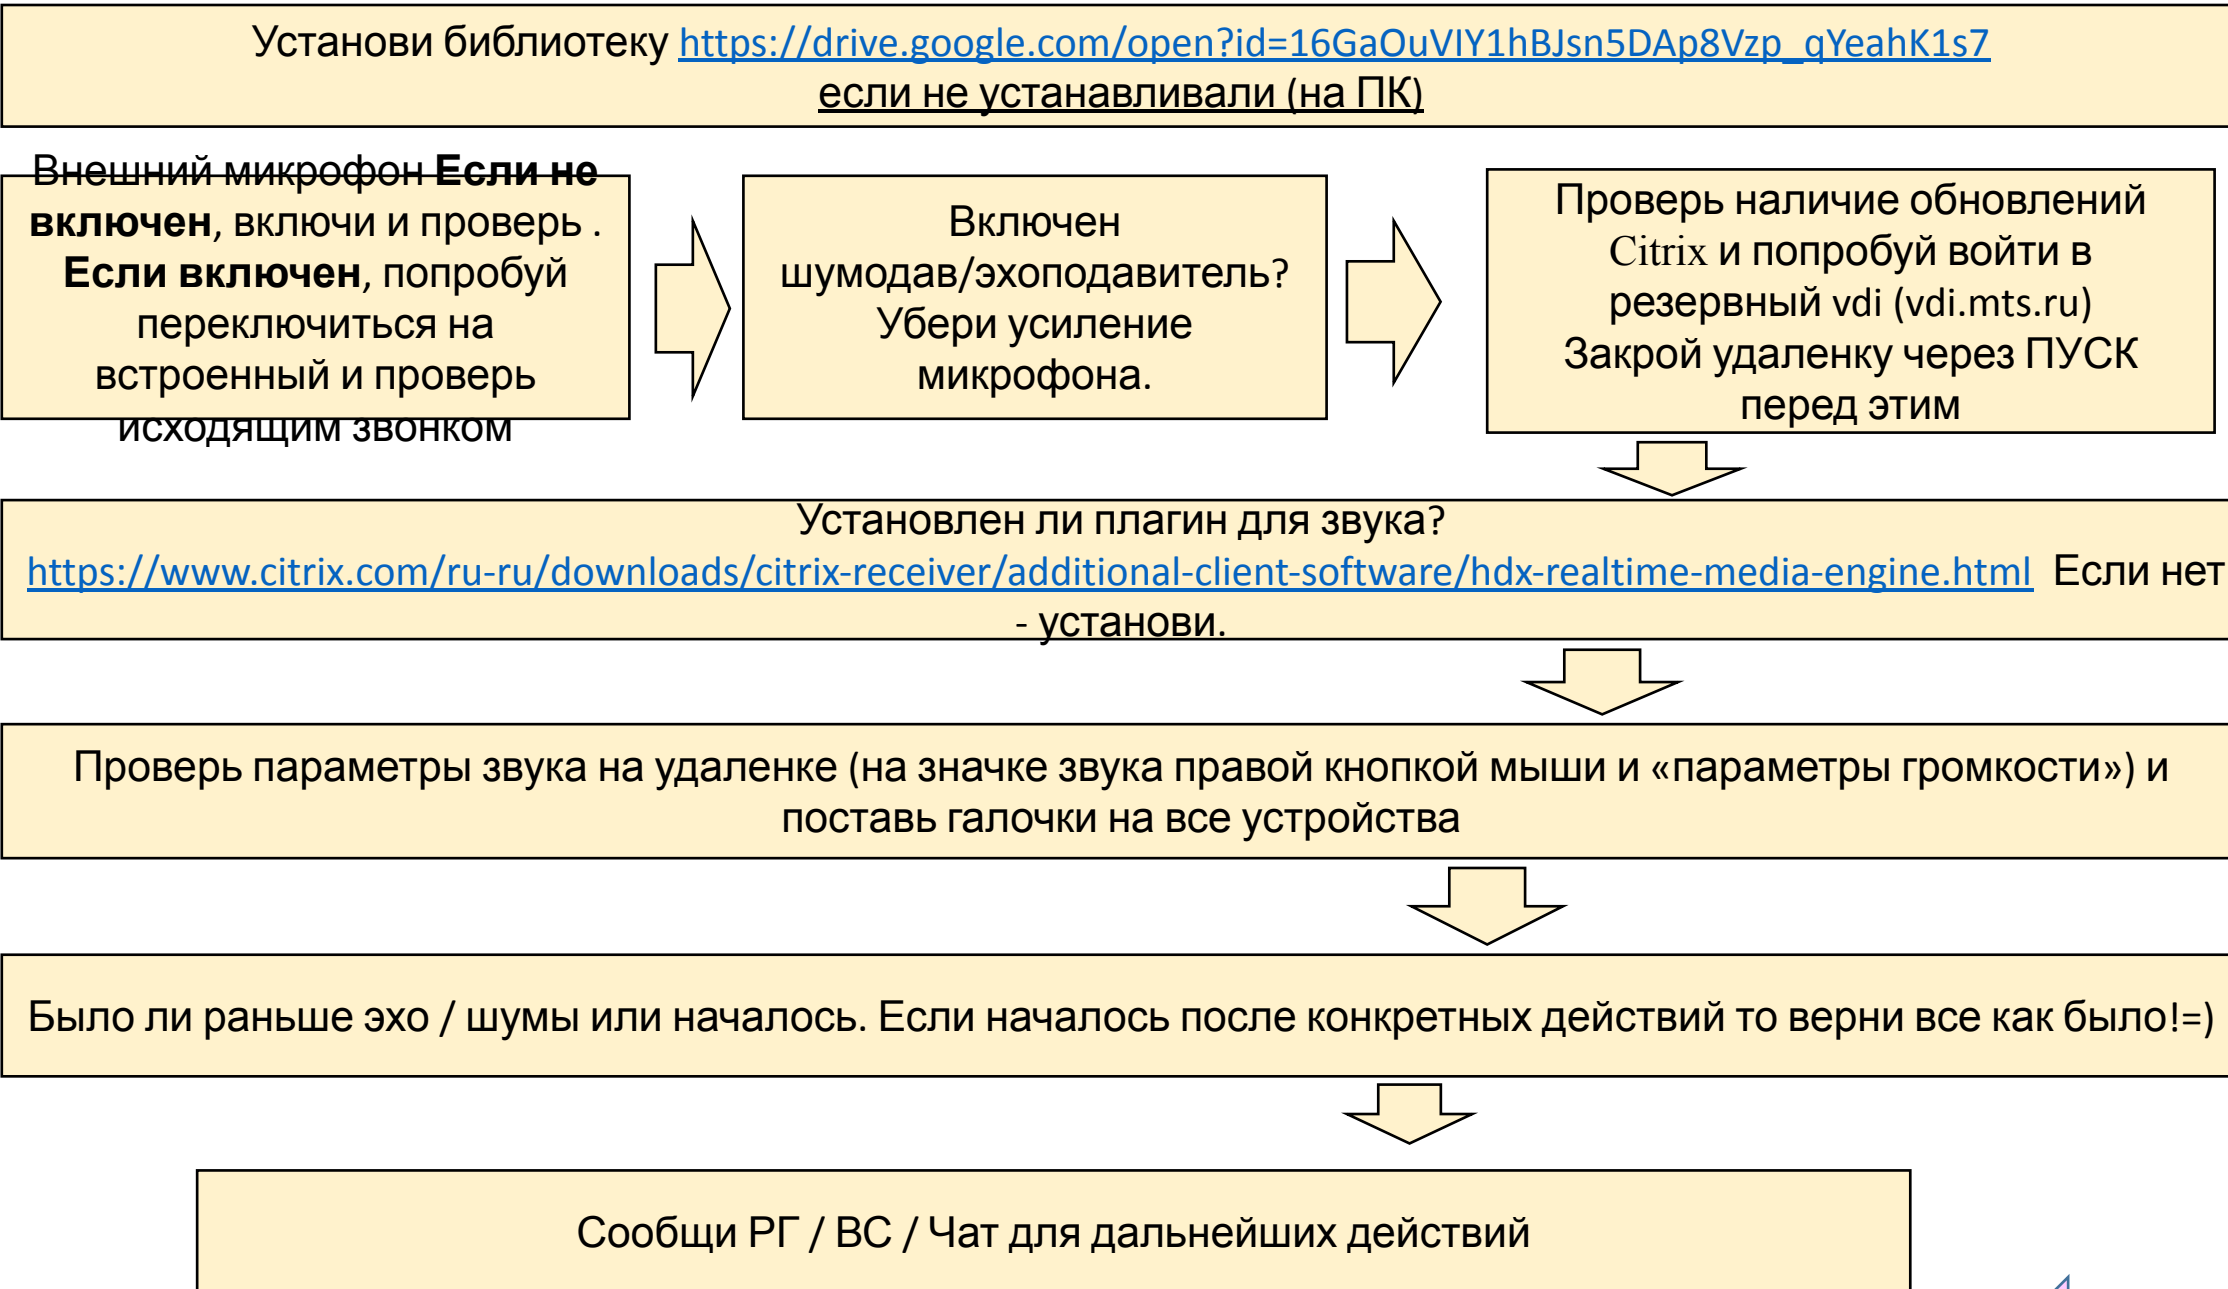 Установи библиотеку https://drive.google.com/open?id=16GaOuVIY1hBJsn5DAp8Vzp_qYeahK1s7
если не устанавливали (на ПК)
Внешний микрофон Если не
включен, включи и проверь .
Если включен, попробуй
переключиться на
встроенный и проверь
исходящим звонком
Включен
шумодав/эхоподавитель?
Убери усиление
микрофона.
Проверь наличие обновлений
Citrix и попробуй войти в
резервный vdi (vdi.mts.ru)
Закрой удаленку через ПУСК
перед этим
Установлен ли плагин для звука?
https://www.citrix.com/ru-ru/downloads/citrix-receiver/additional-client-software/hdx-realtime-media-engine.html Если нет
- установи.
Проверь параметры звука на удаленке (на значке звука правой кнопкой мыши и «параметры громкости») и
поставь галочки на все устройства
Было ли раньше эхо / шумы или началось. Если началось после конкретных действий то верни все как было!=)
Сообщи РГ / ВС / Чат для дальнейших действий